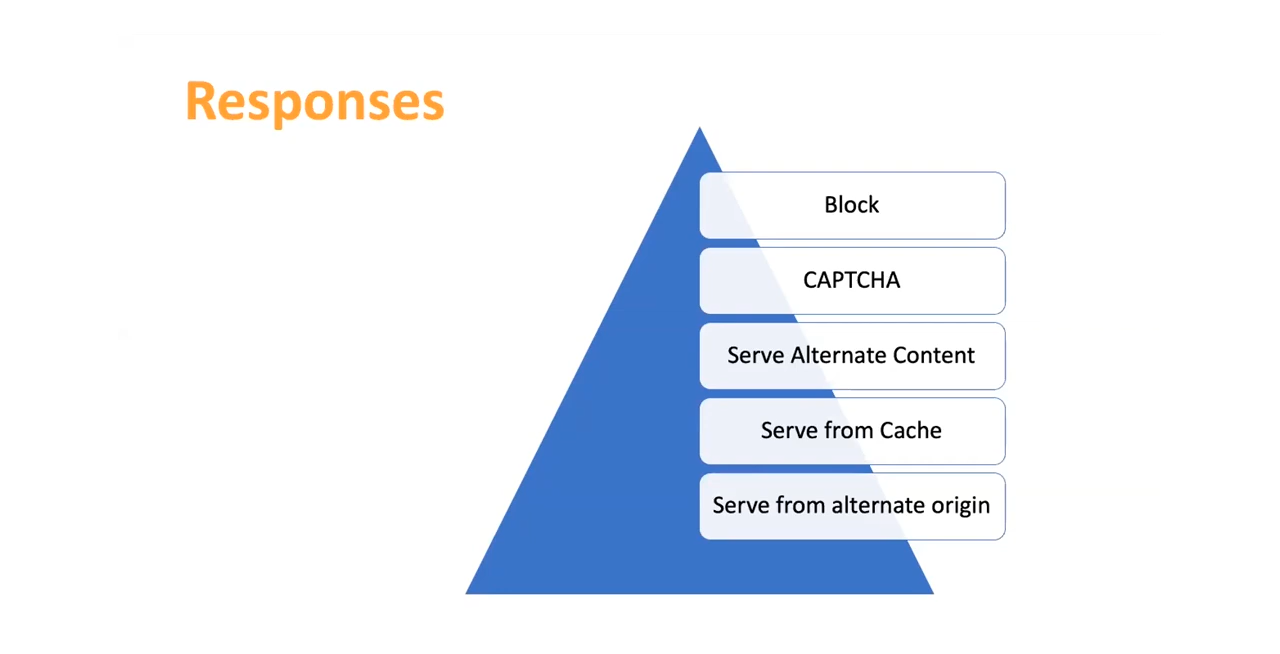 Responses
Block
CAPTCHA
Serve Alternate Content
Serve from Cache
Serve from alternate origin